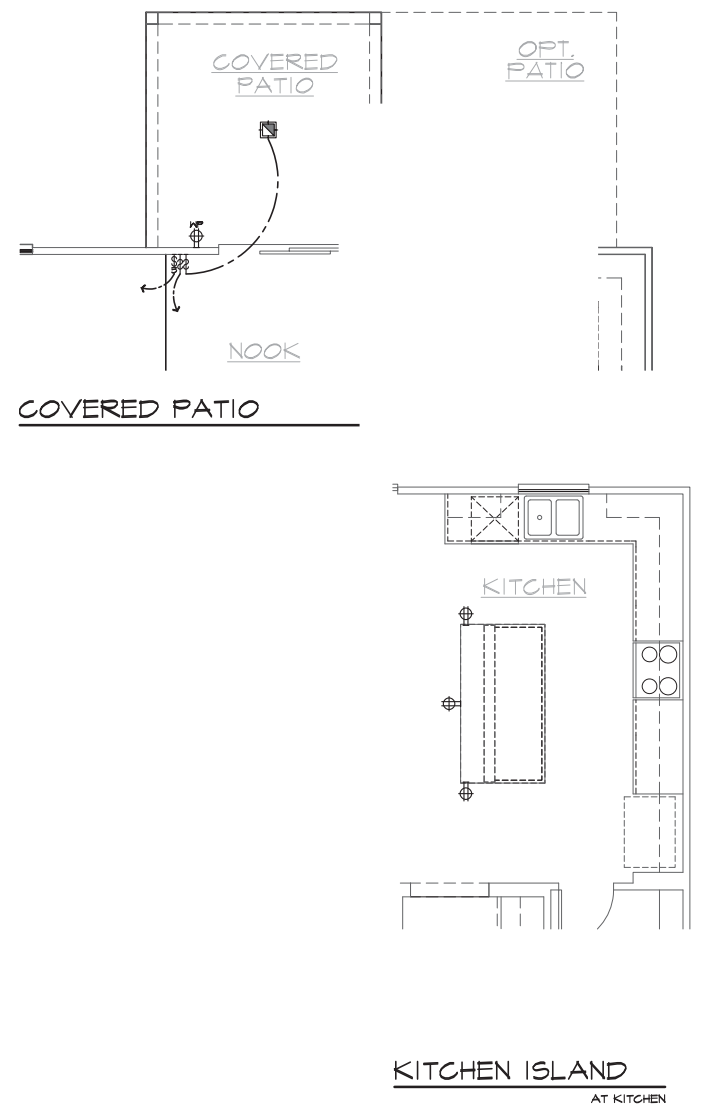 COVERED
PATIO
OPT.
PATIO
WP
$$$
NOOK
COVERED PATIO
KITCHEN
KITCHEN ISLAND
AT KITCHEN